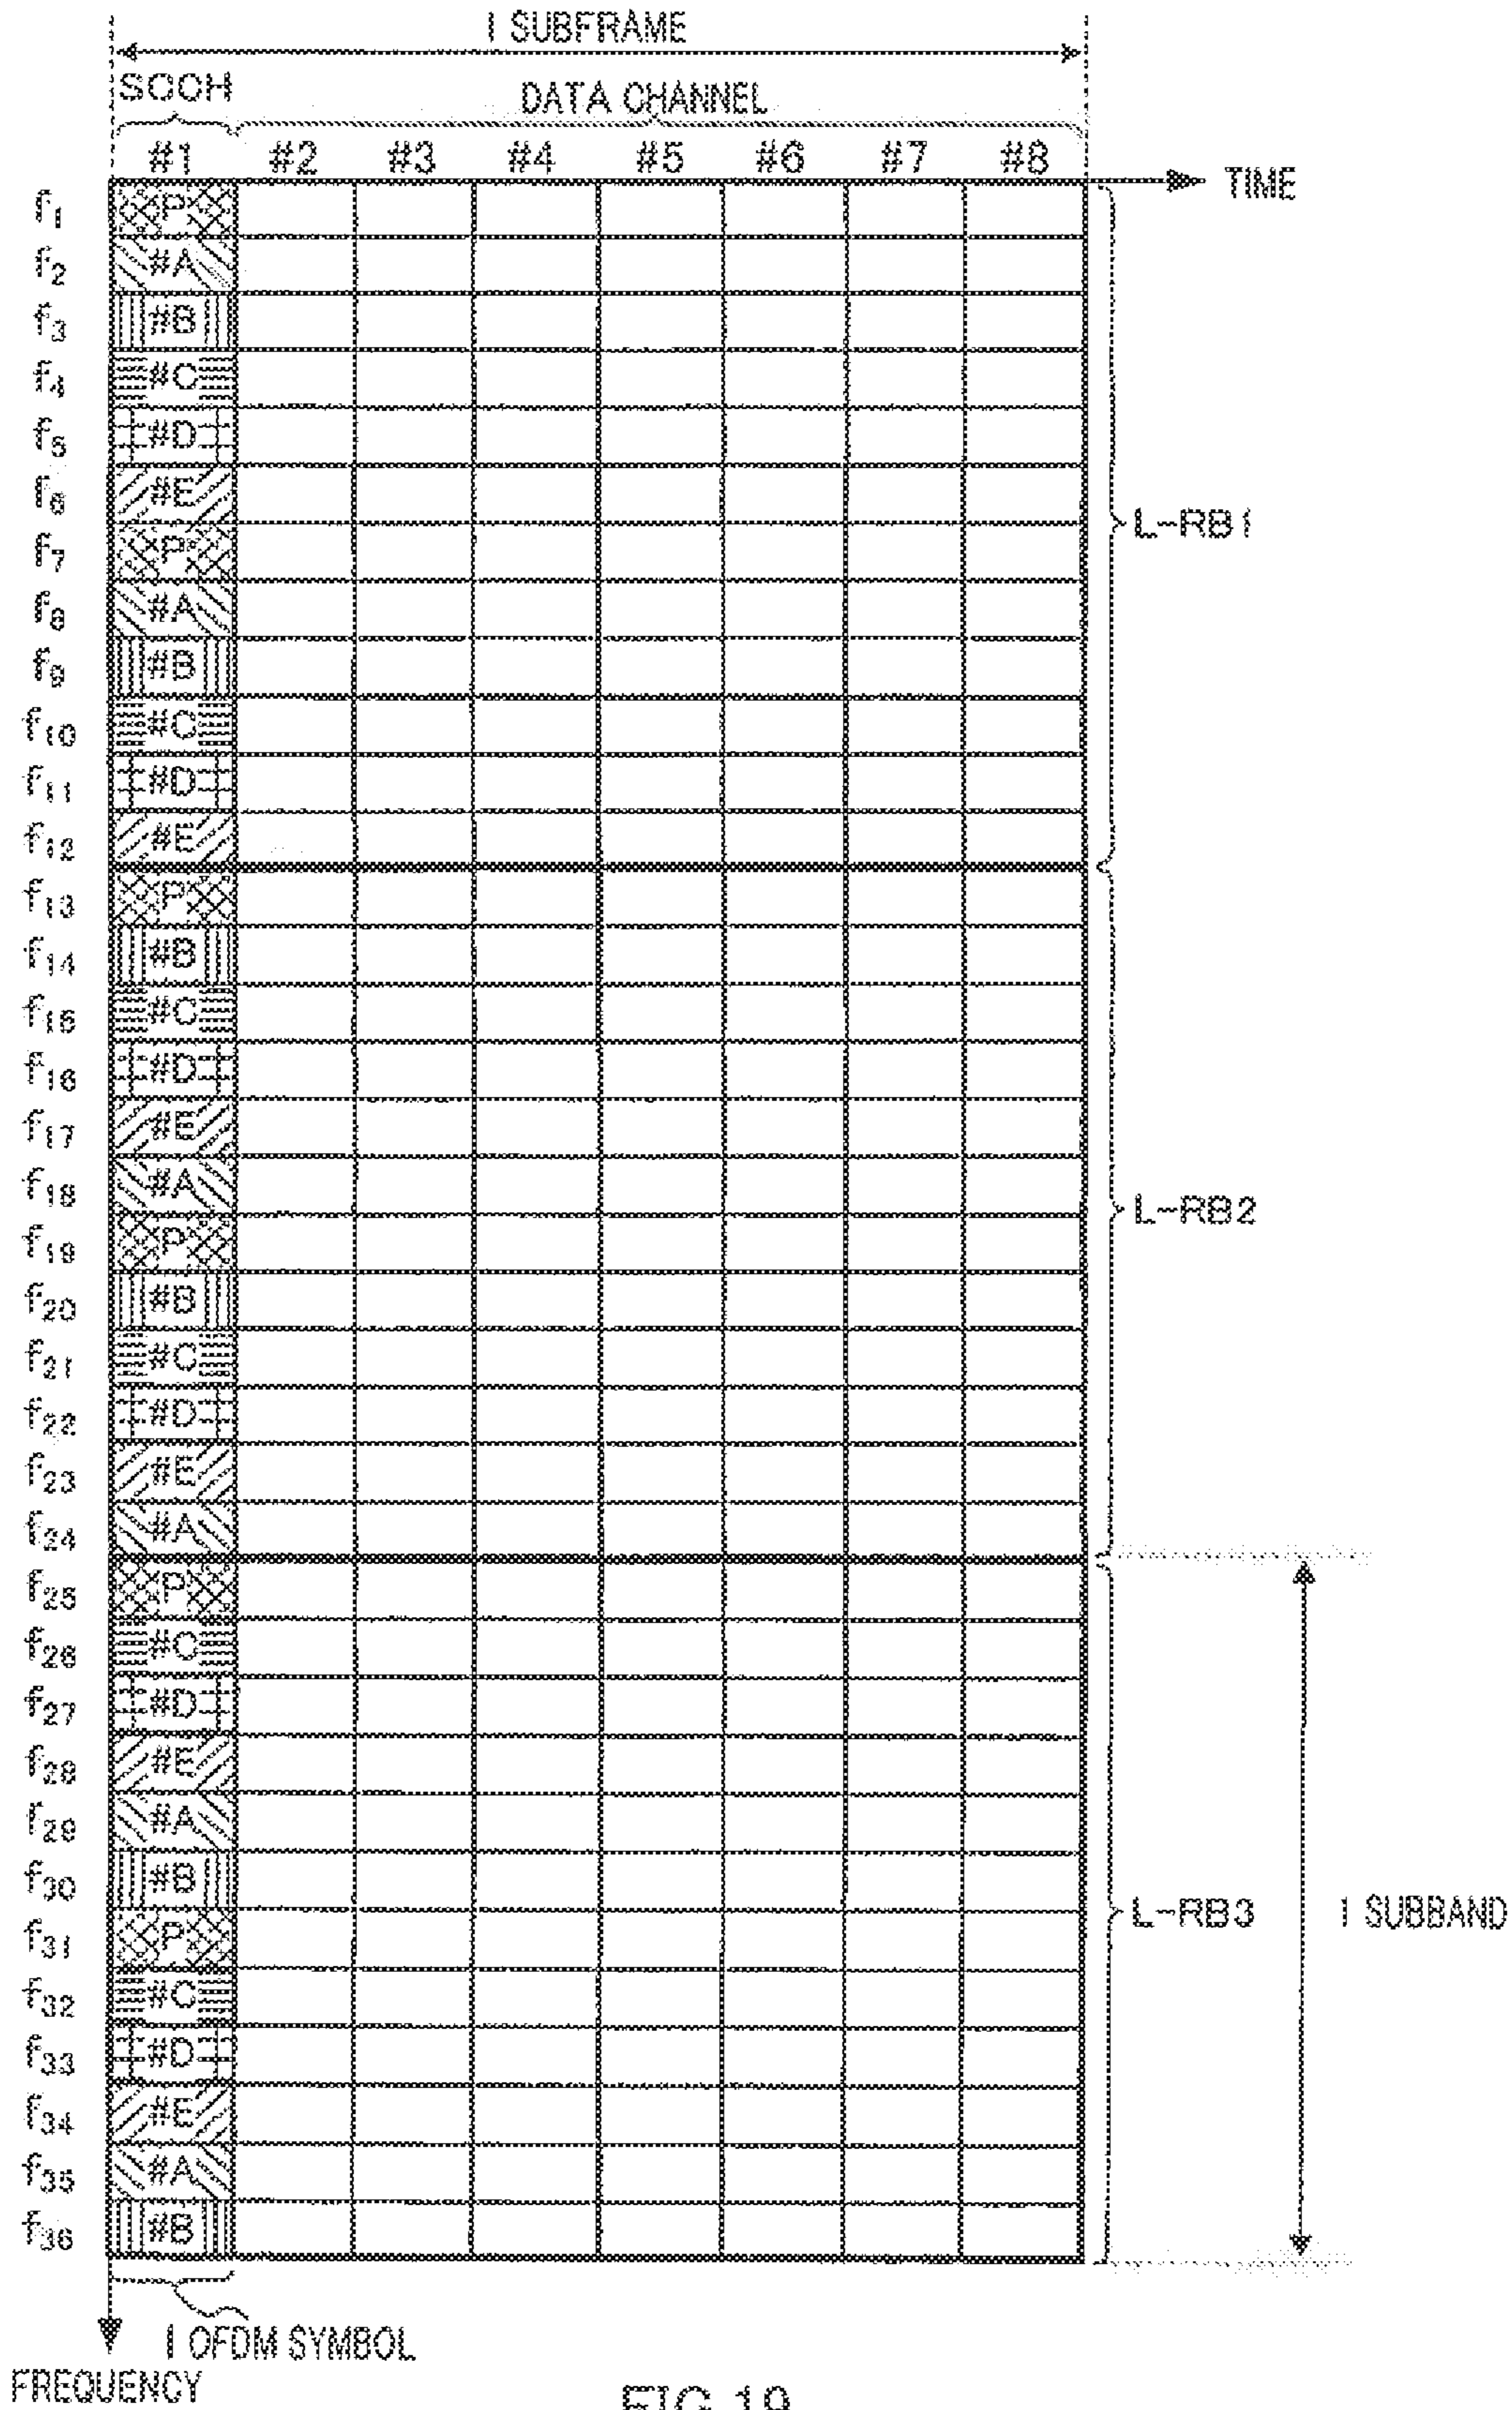 1 SUBFRAME
SCCH DATA CHANNEL
#1 #2 #3 #4 #5 #6 #7 #8
TIME
f1 P
f2 #A
f3 #B
f4 #C
f5 #D
f6 #E
f7 P
f8 #A
f9 #B
f10 #C
f11 #D
f12 #E
L-RB1
f13 P
f14 #B
f15 #C
f16 #D
f17 #E
f18 #A
f19 P
f20 #B
f21 #C
f22 #D
f23 #E
f24 #A
L-RB2
f25 P
f26 #C
f27 #D
f28 #E
f29 #A
f30 #B
f31 P
f32 #C
f33 #D
f34 #E
f35 #A
f36 #B
L-RB3
1 SUBBAND
1 OFDM SYMBOL
FREQUENCY
FIG.19